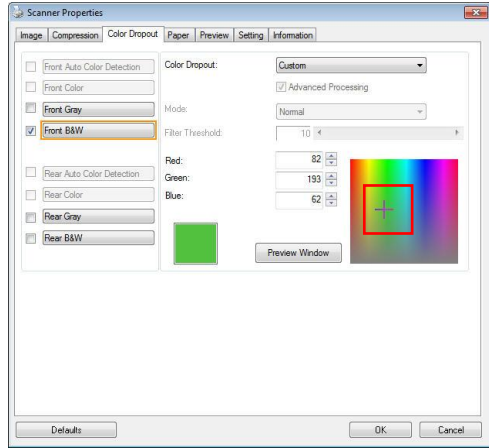 Scanner Properties
Image Compression Color Dropout Paper Preview Setting Information
Front Auto Color Detection
Front Color
Front Gray
Front B&W
Rear Auto Color Detection
Rear Color
Rear Gray
Rear B&W
Color Dropout: Custom
Advanced Processing
Mode: Normal
Filter Threshold: 10
Red: 82
Green: 193
Blue: 62
Preview Window
Defaults OK Cancel